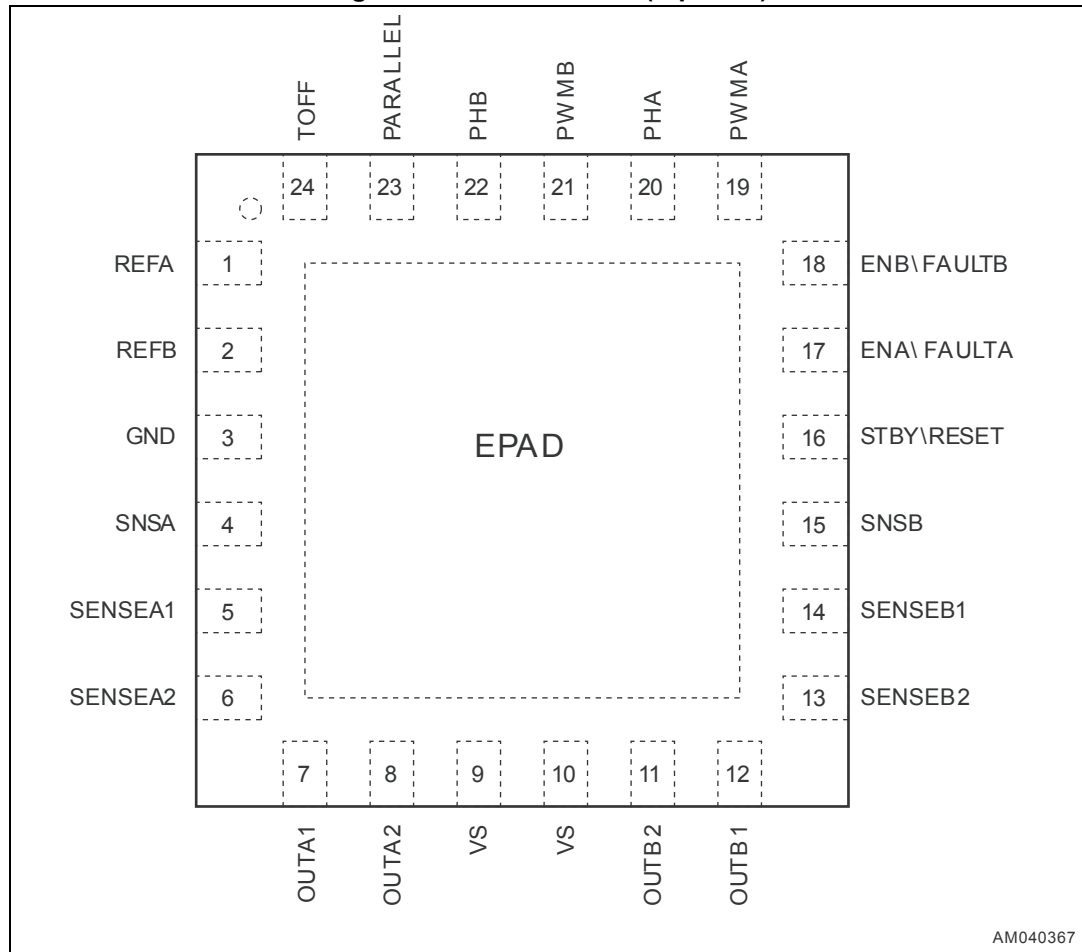 TOFF
PARALLEL
PHB
PWMB
PHA
PWMA
24 23 22 21 20 19
REFA 1 18 ENB\FAULTB
REFB 2 17 ENA\FAULTA
GND 3 EPAD 16 STBY\RESET
SNSA 4 15 SNSB
SENSEA1 5 14 SENSEB1
SENSEA2 6 13 SENSEB2
7 8 9 10 11 12
OUTA1
OUTA2
VS
VS
OUTB2
OUTB1
AM040367